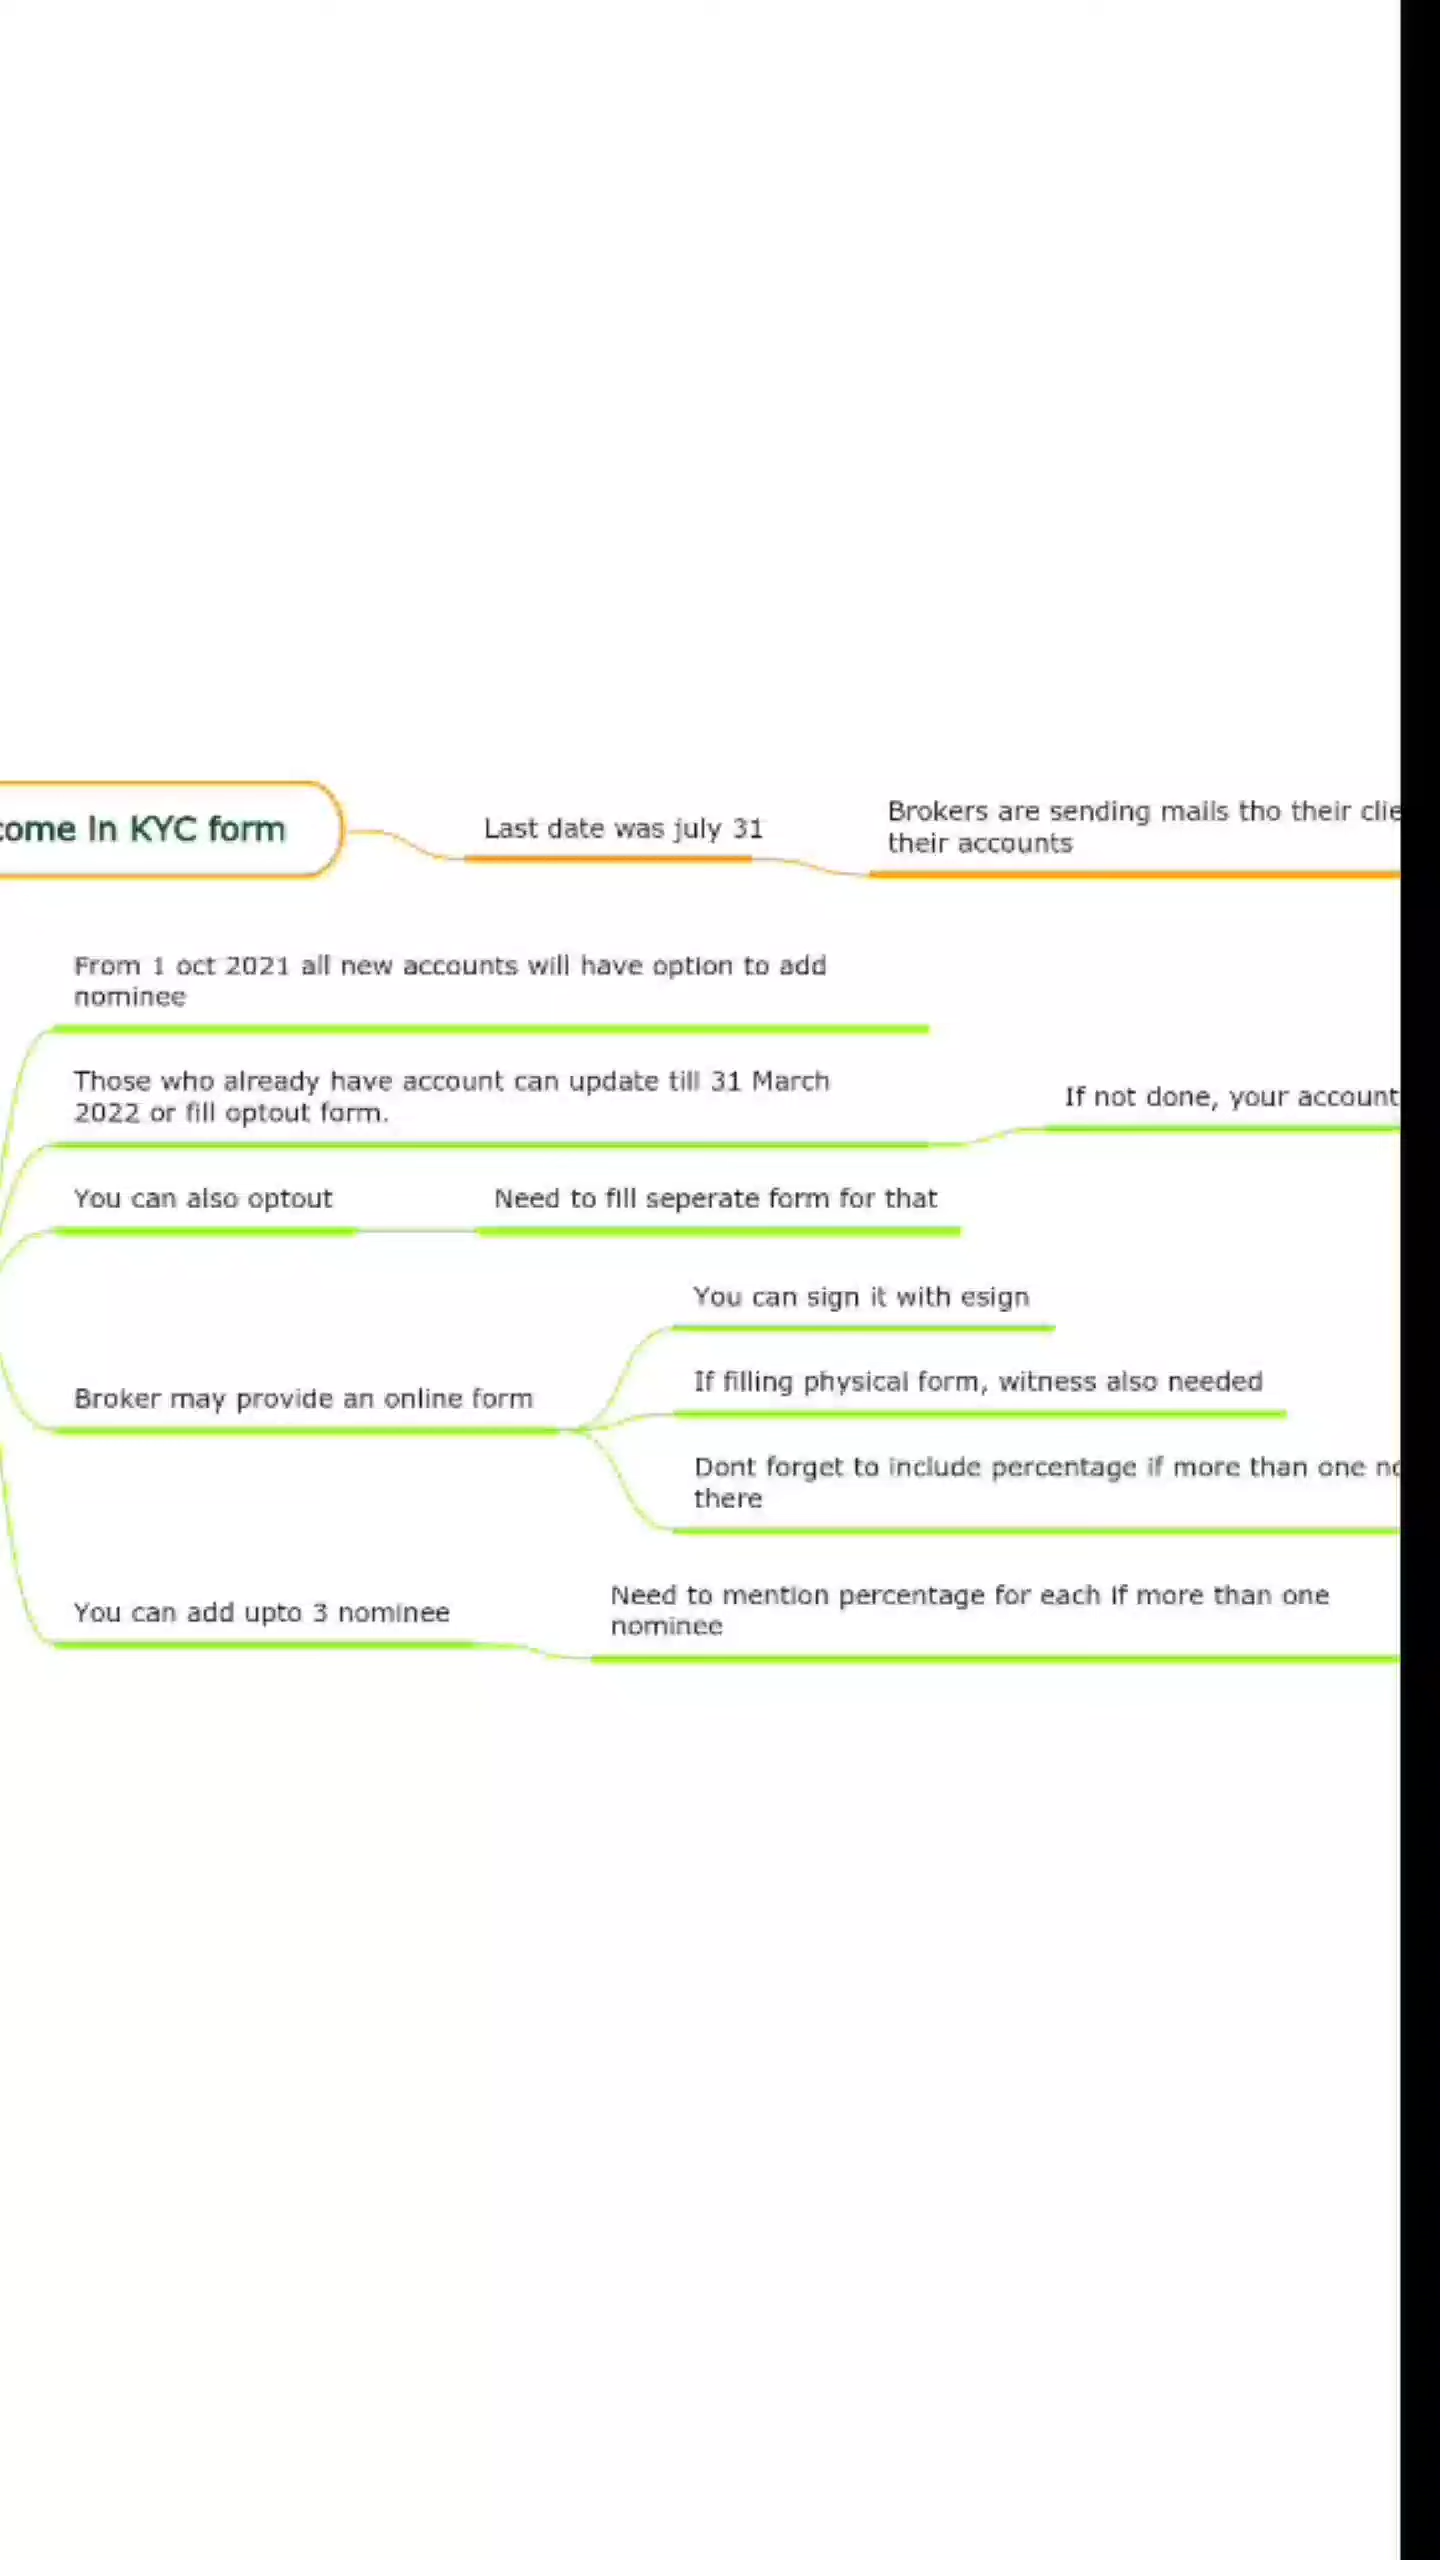 come in KYC form
Last date was july 31
Brokers are sending mails tho their
their accounts
From 1 oct 2021 all new accounts will have option to add
nominee
Those who already have account can update till 31 March
2022 or fill optout form.
If not done, your account
You can also optout
Need to fill seperate form for that
You can sign it with esign
If filling physical form, witness also needed
Broker may provide an online form
Dont forget to include percentage if more than one
there
You can add upto 3 nominee
Need to mention percentage for each if more than one
nominee